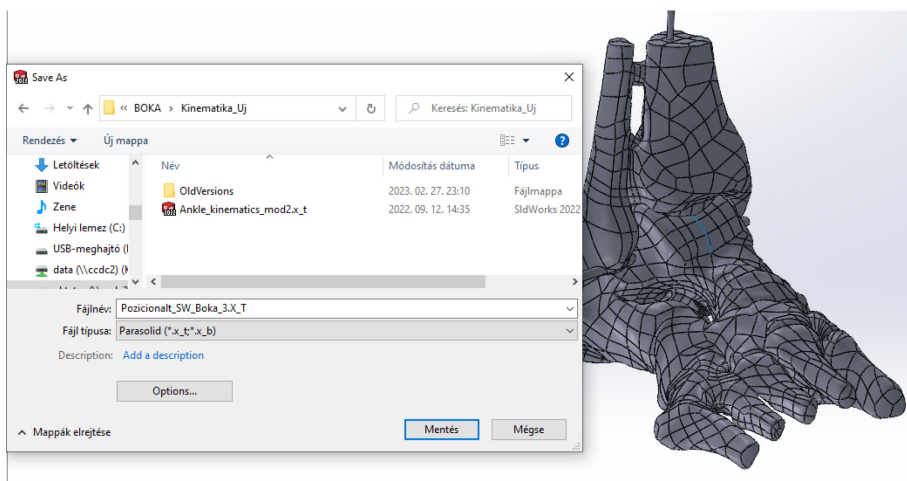 Save As
« BOKA › Kinematika_Uj
Keresés: Kinematika_Uj
Rendezés Új mappa
Letöltések
Videók
Zene
Helyi lemez (C:)
USB-meghajtó (
data (\\ccdc2) (
Név Módosítás dátuma Típus
OldVersions 2023. 02. 27. 23:10 Fájlmappa
Ankle_kinematics_mod2.x_t 2022. 09. 12. 14:35 SldWorks 2022
Fájlnév: Pozicionalt_SW_Boka_3.X_T
Fájl típusa: Parasolid (*.x_t;*.x_b)
Description: Add a description
Options...
Mappák elrejtése
Mentés Mégse